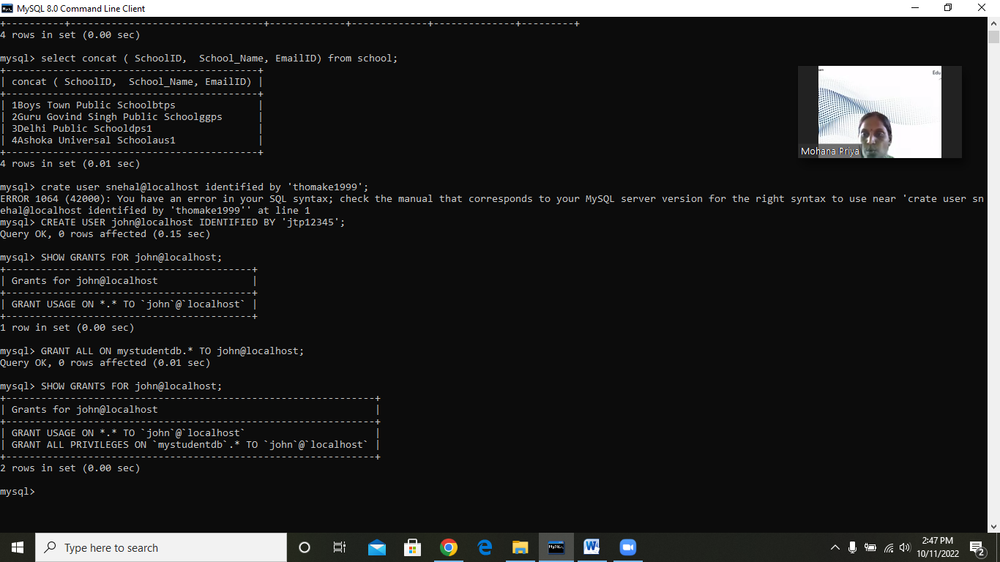 MySQL 8.0 Command Line Client
+----------+---------------------------------+-------------+-------------+--------------+---------+
4 rows in set (0.00 sec)
mysql> select concat ( SchoolID,  School_Name, EmailID) from school;
+-------------------------------------------+
| concat ( SchoolID,  School_Name, EmailID) |
+-------------------------------------------+
| 1Boys Town Public Schoolbtps              |
| 2Guru Govind Singh Public Schoolggps      |
| 3Delhi Public Schooldps1                  |
| 4Ashoka Universal Schoolaus1              |
+-------------------------------------------+
4 rows in set (0.01 sec)
mysql> crate user snehal@localhost identified by 'thomake1999';
ERROR 1064 (42000): You have an error in your SQL syntax; check the manual that corresponds to your MySQL server version for the right syntax to use near 'crate user sn
ehal@localhost identified by 'thomake1999'' at line 1
mysql> CREATE USER john@localhost IDENTIFIED BY 'jtp12345';
Query OK, 0 rows affected (0.15 sec)
mysql> SHOW GRANTS FOR john@localhost;
+------------------------------------------+
| Grants for john@localhost                |
+------------------------------------------+
| GRANT USAGE ON *.* TO `john`@`localhost` |
+------------------------------------------+
1 row in set (0.00 sec)
mysql> GRANT ALL ON mystudentdb.* TO john@localhost;
Query OK, 0 rows affected (0.01 sec)
mysql> SHOW GRANTS FOR john@localhost;
+---------------------------------------------------------------+
| Grants for john@localhost                                     |
+---------------------------------------------------------------+
| GRANT USAGE ON *.* TO `john`@`localhost`                      |
| GRANT ALL PRIVILEGES ON `mystudentdb`.* TO `john`@`localhost` |
+---------------------------------------------------------------+
2 rows in set (0.00 sec)
mysql>
Edu
Mohana Priya
Type here to search
2:47 PM
10/11/2022
2